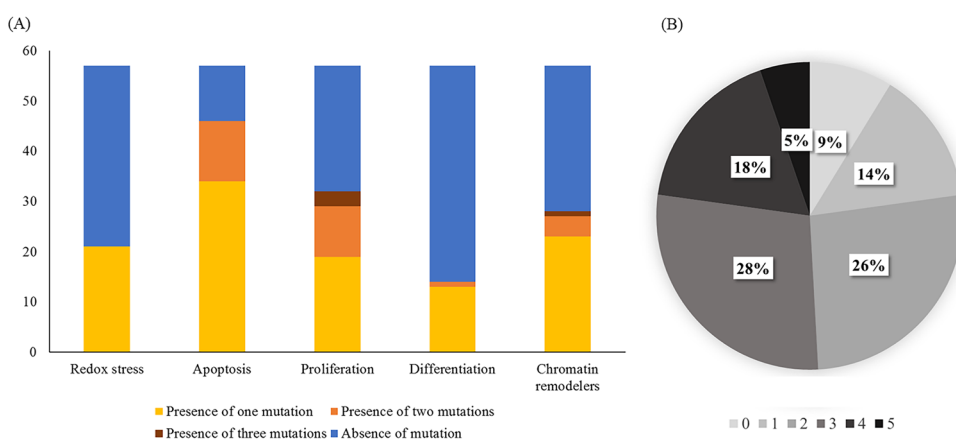 (A)
(B)
60
50
40
30
20
10
0
Redox stress Apoptosis Proliferation Differentiation Chromatin
remodelers
Presence of one mutation Presence of two mutations
Presence of three mutations Absence of mutation
5% 9%
18% 14%
28% 26%
0 1 2 3 4 5